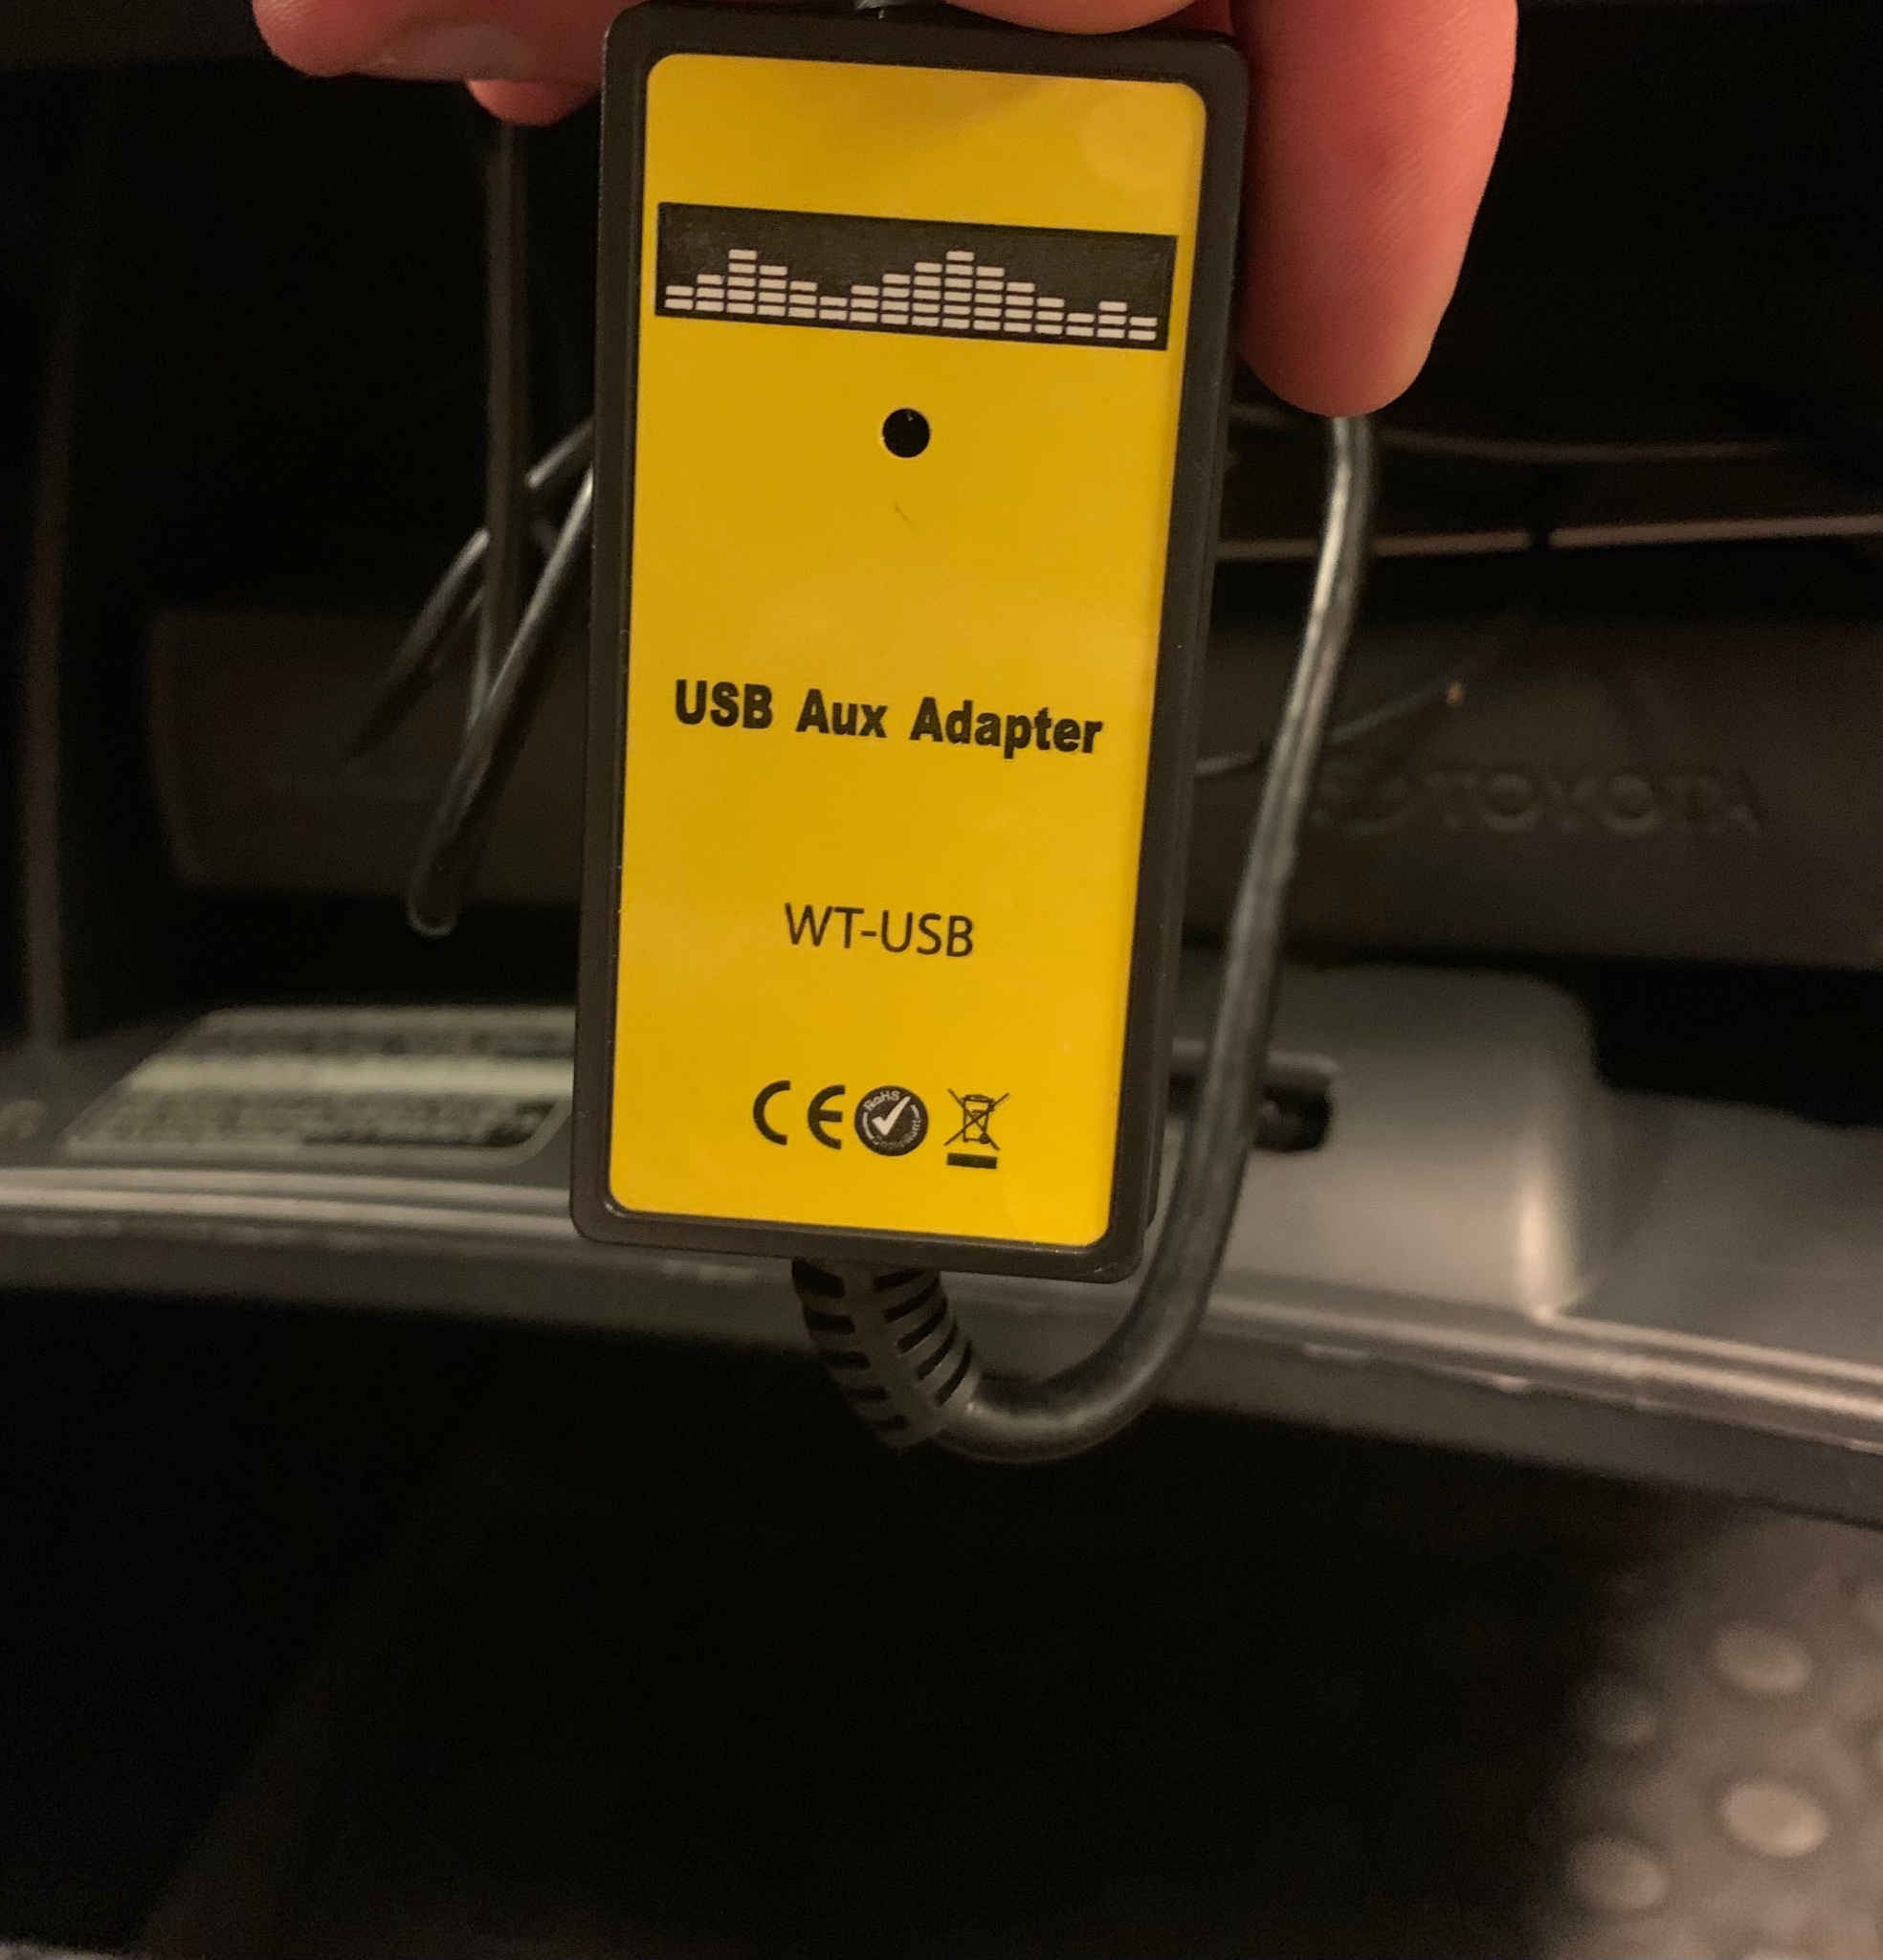 USB Aux Adapter
WT-USB
CE RoHS
TOYOTA